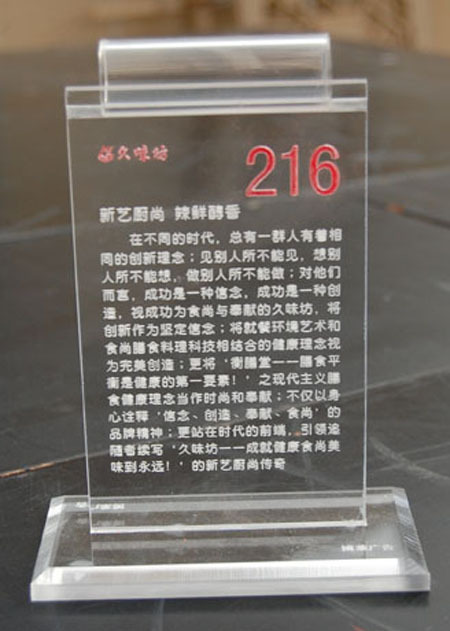 久味坊
216
新艺厨尚 辣鲜醇香
在不同的时代，总有一群人有着相
同的创新理念；见别人所不能见，想别
人所不能想，做别人所不能做；对他们
而言，成功是一种信念，成功是一种创
造，视成功为食尚与奉献的久味坊，将
创新作为坚定信念；将就餐环境艺术和
食尚膳食料理科技相结合的健康理念视
为完美创造；更将‘衡膳堂——膳食平
衡是健康的第一要素！’之现代主义膳
食健康理念当作时尚和奉献；不仅以身
心诠释‘信念、创造、奉献、食尚’的
品牌精神；更站在时代的前端，引领追
随者续写‘久味坊——成就健康食尚美
味到永远！’的新艺厨尚传奇